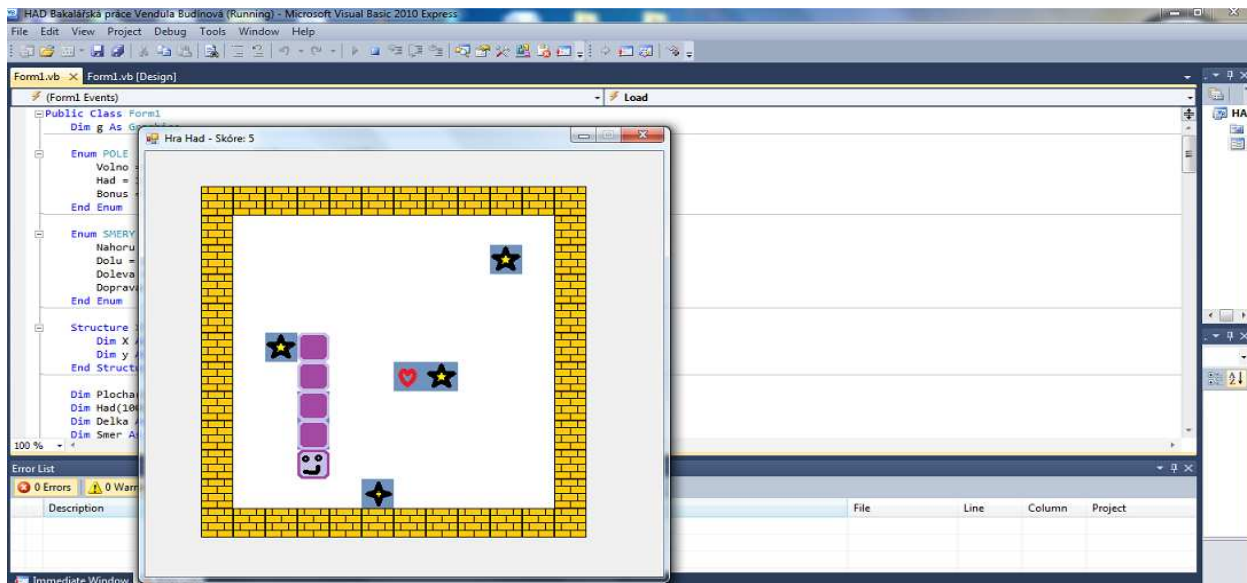 HAD Bakalářská práce Vendula Budínová (Running) - Microsoft Visual Basic 2010 Express
File Edit View Project Debug Tools Window Help
Form1.vb Form1.vb [Design]
(Form1 Events) Load
Public Class Form1
Dim g As
Enum POLE
Volno
Had =
Bonus
End Enum
Enum SMERY
Nahoru
Dolu =
Doleva
Doprava
End Enum
Structure
Dim X
Dim y
End Struct
Dim Plocha
Dim Had(10
Dim Delka
Dim Smer
100 %
Hra Had - Skóre: 5
HA
Error List
0 Errors 0 Warn
Description File Line Column Project
Immediate Window